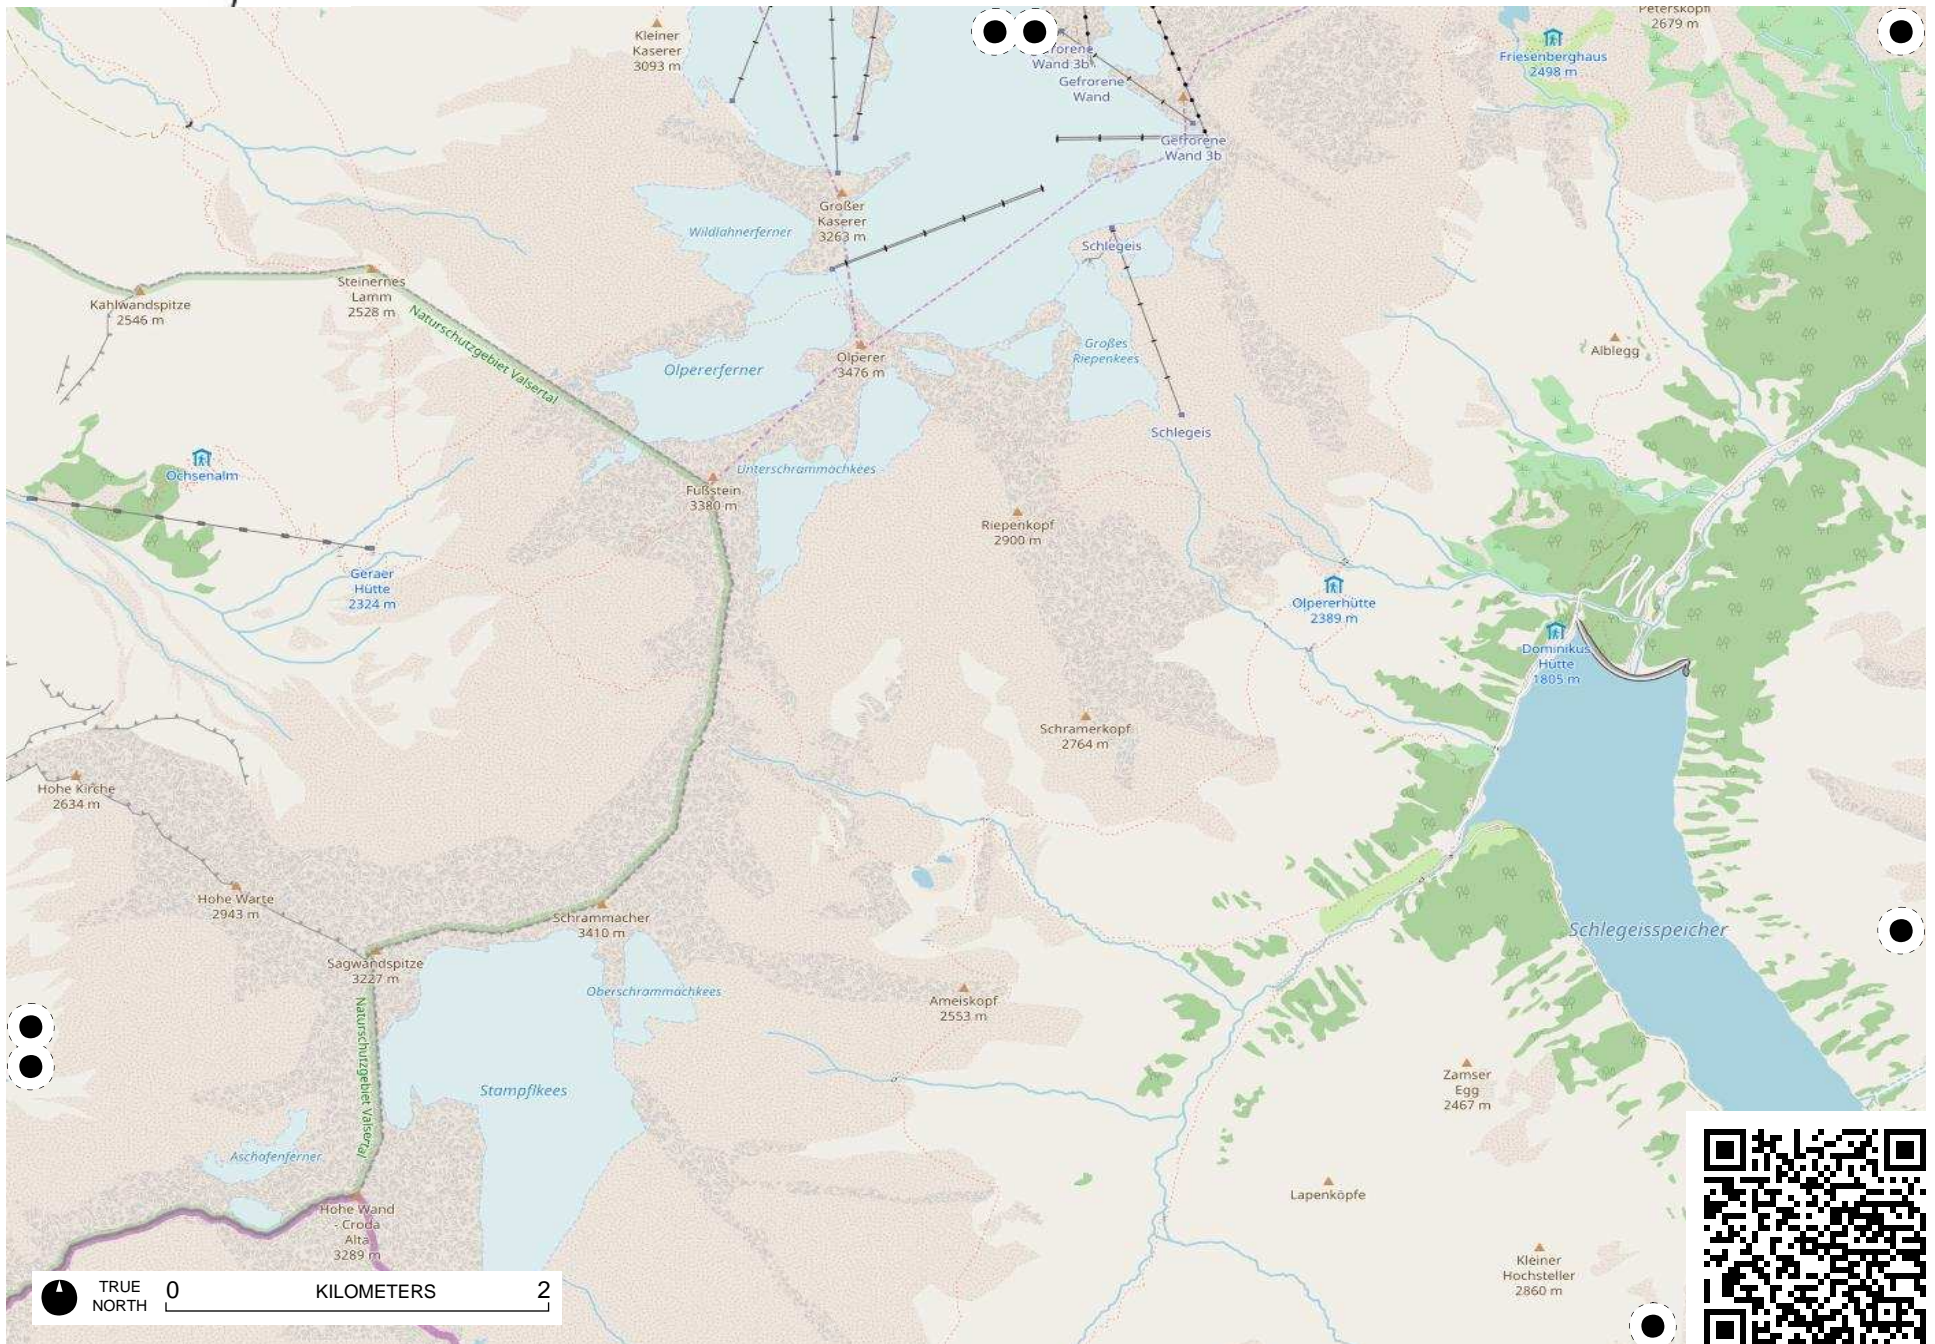 Kleiner
Kaserer
3093 m
Peterskopfl
2679 m
Friesenberghaus
2498 m
Gefrorene
Wand 3b
Gefrorene
Wand
Gefrorene
Wand 3b
Großer
Kaserer
3263 m
Wildlahnerferner
Schlegeis
Steinernes
Lamm
2528 m
Kahlwandspitze
2546 m
Naturschutzgebiet Valsertal
Großes
Riepenkees
Alblegg
Olperer
3476 m
Olpererferner
Schlegeis
Ochsenalm
Unterschrammachkees
Fußstein
3380 m
Riepenkopf
2900 m
Geraer
Hütte
2324 m
Olpererhütte
2389 m
Dominikus
Hütte
1805 m
Schramerkopf
2764 m
Hohe Kirche
2634 m
Hohe Warte
2943 m
Schrammacher
3410 m
Schlegeisspeicher
Sagwandspitze
3227 m
Oberschrammachkees
Ameiskopf
2553 m
Naturschutzgebiet Valsertal
Stampflkees
Zamser
Egg
2467 m
Aschafenferner
Lapenköpfe
Hohe Wand
- Croda
Alta
3289 m
Kleiner
Hochsteller
2860 m
TRUE
NORTH
0
KILOMETERS
2